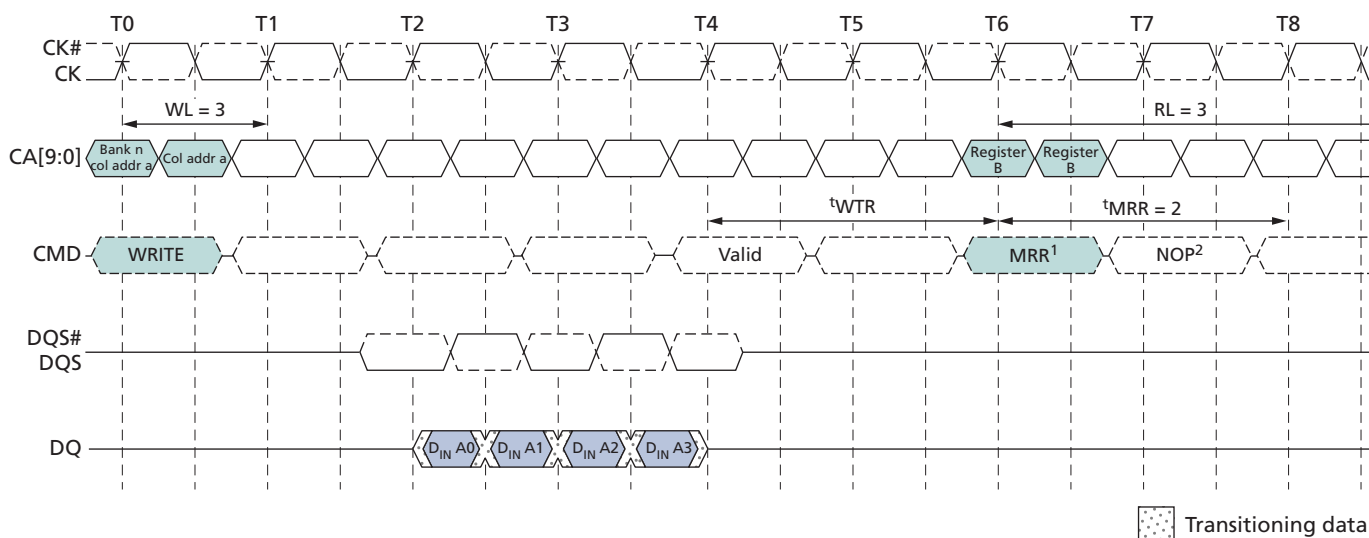 T0 T1 T2 T3 T4 T5 T6 T7 T8
CK#
CK
WL = 3 RL = 3
CA[9:0]
Bank n
col addr a
Col addr a
Register
B
Register
B
tWTR tMRR = 2
CMD WRITE Valid MRR1 NOP2
DQS#
DQS
DQ DIN A0 DIN A1 DIN A2 DIN A3
Transitioning data